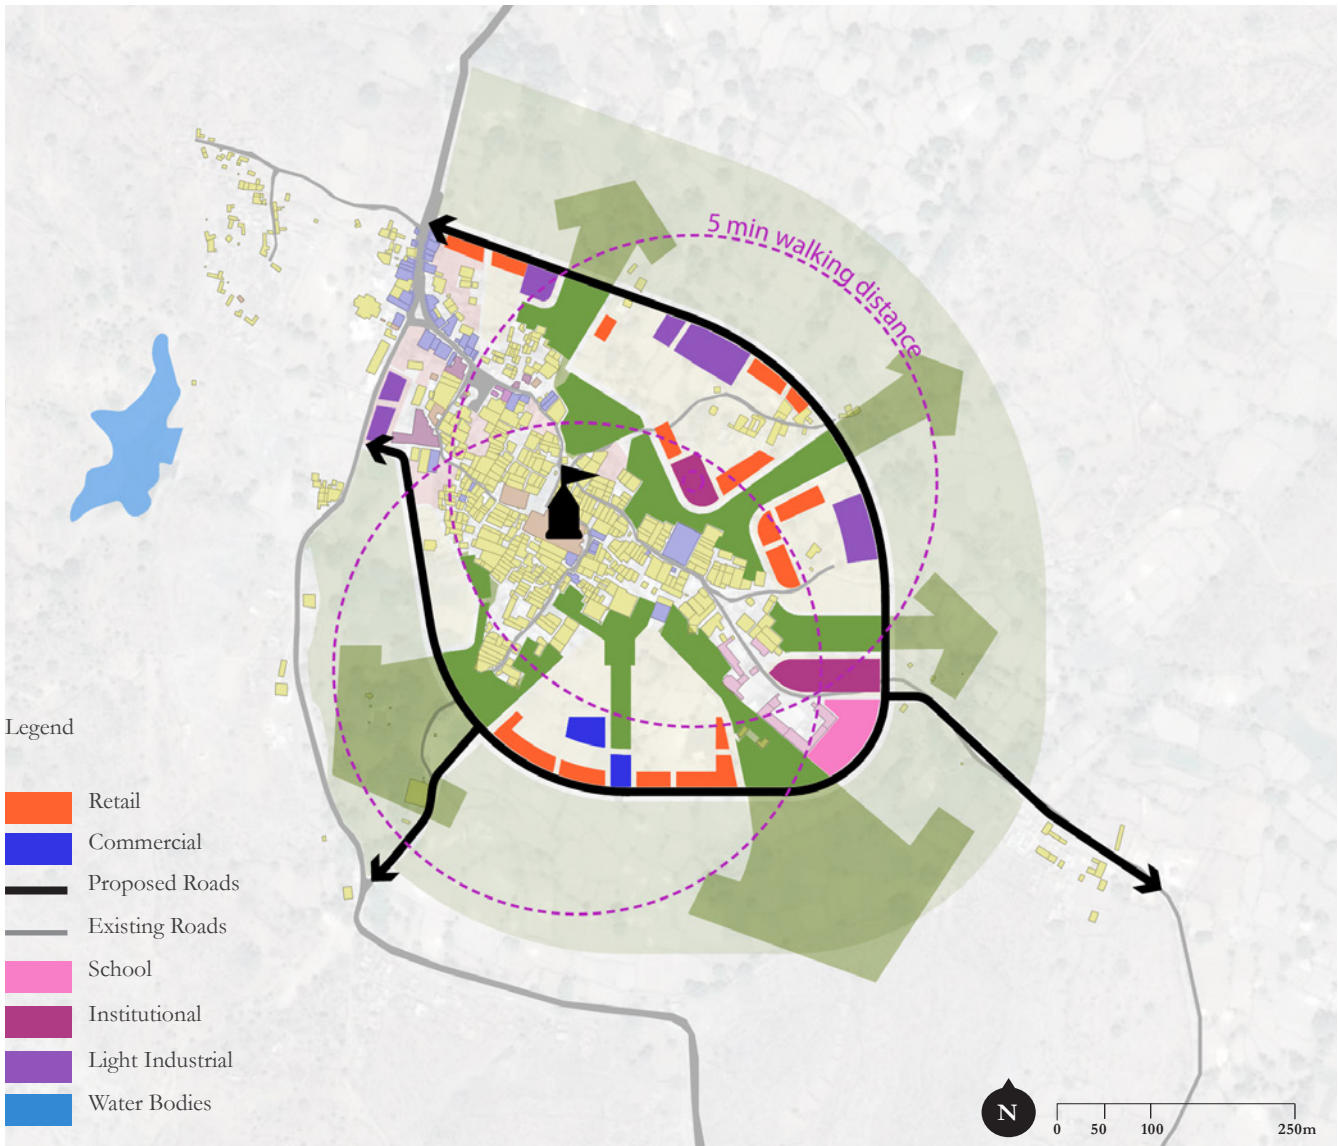 5 min walking distance
Legend
Retail
Commercial
Proposed Roads
Existing Roads
School
Institutional
Light Industrial
Water Bodies
N
0 50 100 250m